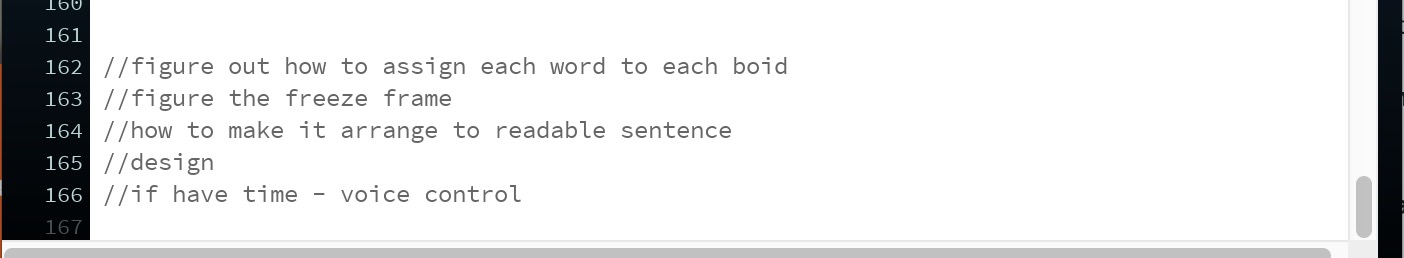 160
161
162 //figure out how to assign each word to each boid
163 //figure the freeze frame
164 //how to make it arrange to readable sentence
165 //design
166 //if have time - voice control
167